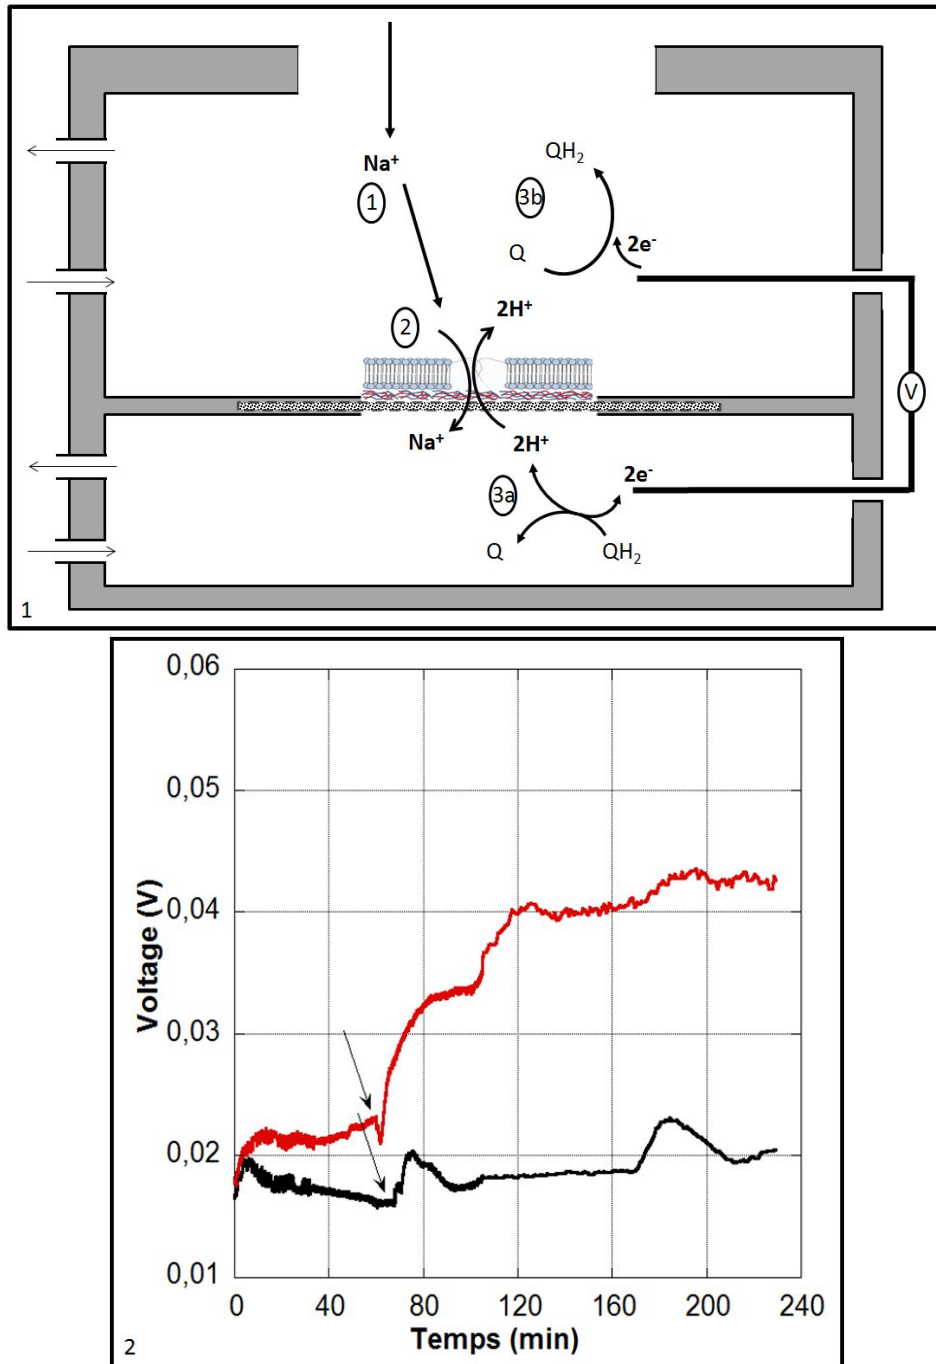 QH₂
Na⁺
3b
1
Q
2e⁻
2H⁺
2
V
Na⁺
2H⁺
2e⁻
3a
Q
QH₂
1
0,06
0,05
0,04
0,03
0,02
0,01
Voltage (V)
0 40 80 120 160 200 240
Temps (min)
2